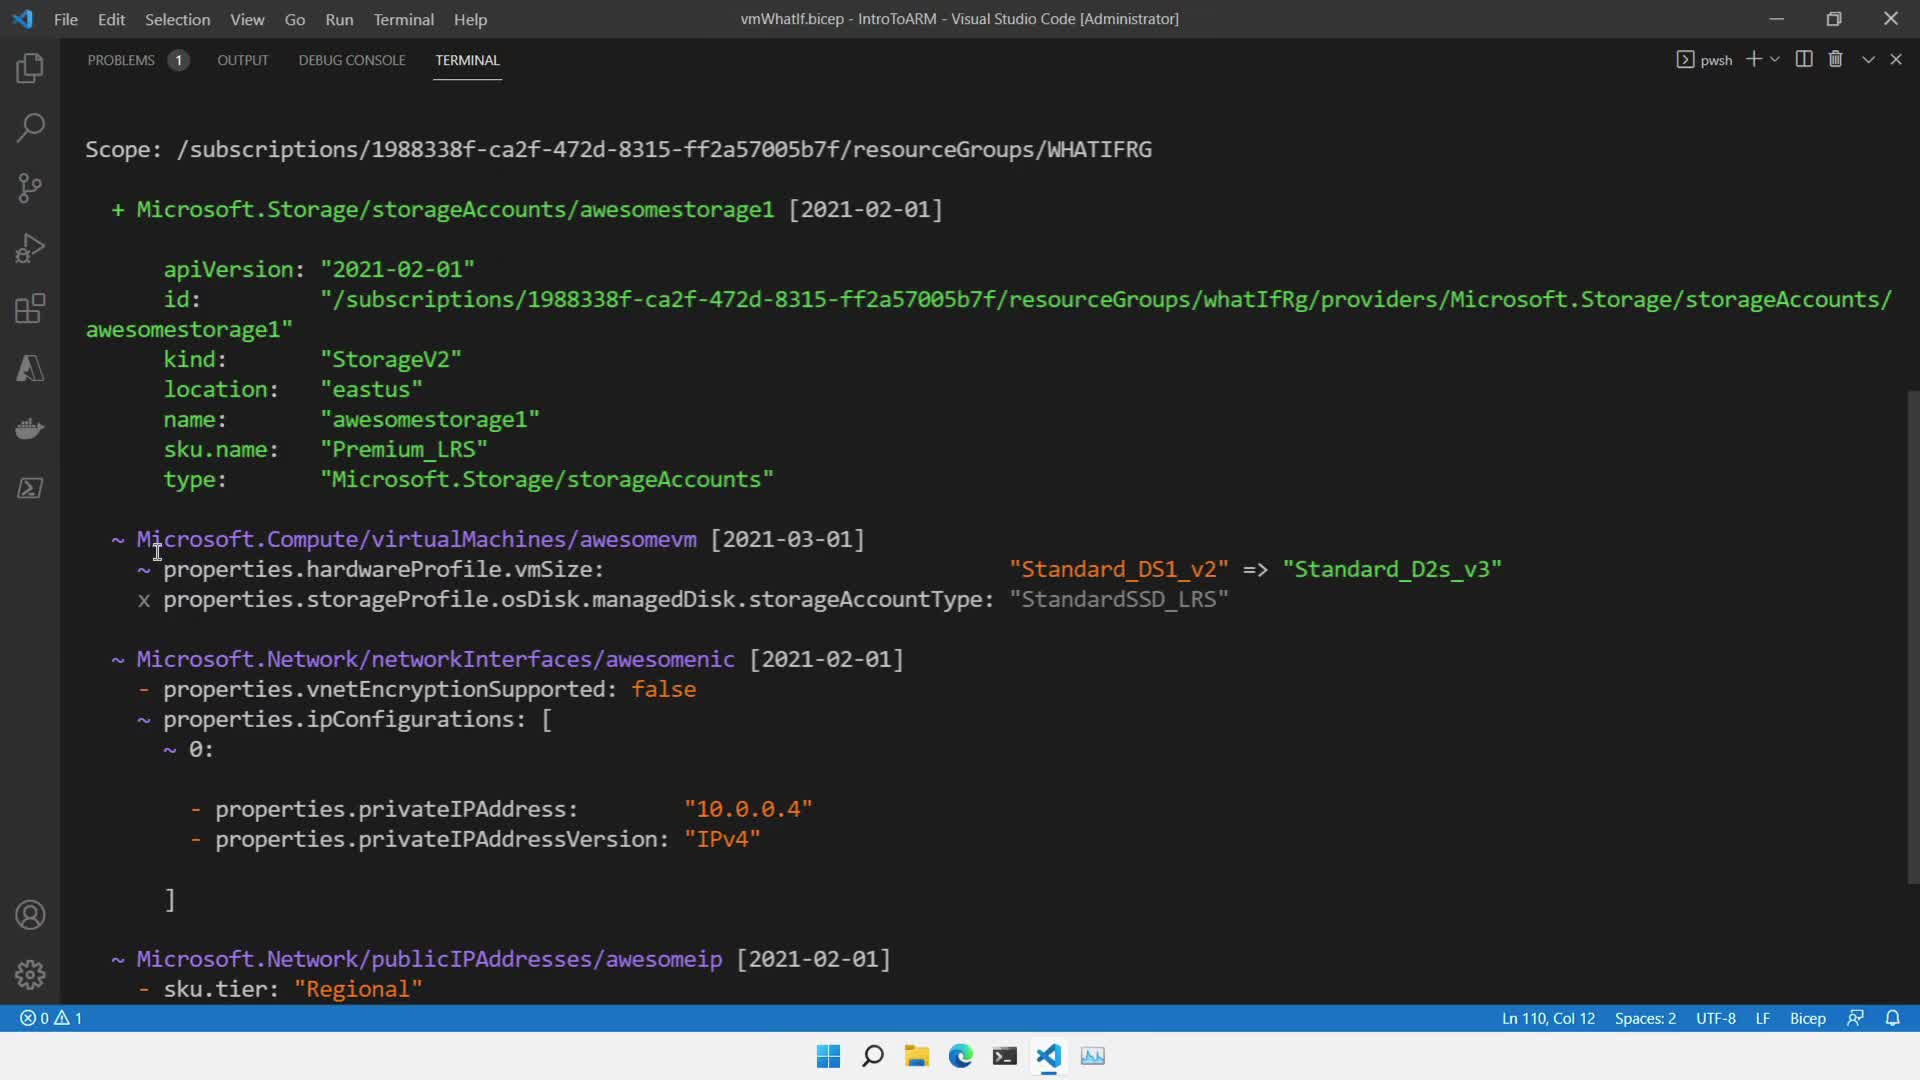 File Edit Selection View Go Run Terminal Help
vmWhatIf.bicep - IntroToARM - Visual Studio Code [Administrator]
PROBLEMS 1 OUTPUT DEBUG CONSOLE TERMINAL
pwsh
Scope: /subscriptions/1988338f-ca2f-472d-8315-ff2a57005b7f/resourceGroups/WHATIFRG
+ Microsoft.Storage/storageAccounts/awesomestorage1 [2021-02-01]
apiVersion: "2021-02-01"
id: "/subscriptions/1988338f-ca2f-472d-8315-ff2a57005b7f/resourceGroups/whatIfRg/providers/Microsoft.Storage/storageAccounts/
awesomestorage1"
kind: "StorageV2"
location: "eastus"
name: "awesomestorage1"
sku.name: "Premium_LRS"
type: "Microsoft.Storage/storageAccounts"
~ Microsoft.Compute/virtualMachines/awesomevm [2021-03-01]
~ properties.hardwareProfile.vmSize: "Standard_DS1_v2" => "Standard_D2s_v3"
x properties.storageProfile.osDisk.managedDisk.storageAccountType: "StandardSSD_LRS"
~ Microsoft.Network/networkInterfaces/awesomenic [2021-02-01]
- properties.vnetEncryptionSupported: false
~ properties.ipConfigurations: [
~ 0:
- properties.privateIPAddress: "10.0.0.4"
- properties.privateIPAddressVersion: "IPv4"
]
~ Microsoft.Network/publicIPAddresses/awesomeip [2021-02-01]
- sku.tier: "Regional"
0 1 Ln 110, Col 12 Spaces: 2 UTF-8 LF Bicep